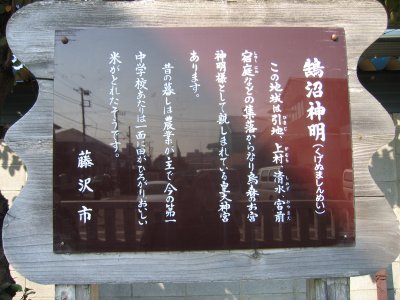 鵠沼神明(くげぬましんめい)
この地域は引地 上村 清水 宮前
宿庭などの集落からなり烏森のお宮
神明様として親しまれている皇大神宮
あります。
昔の暮しは農業が主で今の第一
中学校あたりは一面に田がひろがりおいしい
米がとれたそうです。
藤沢市